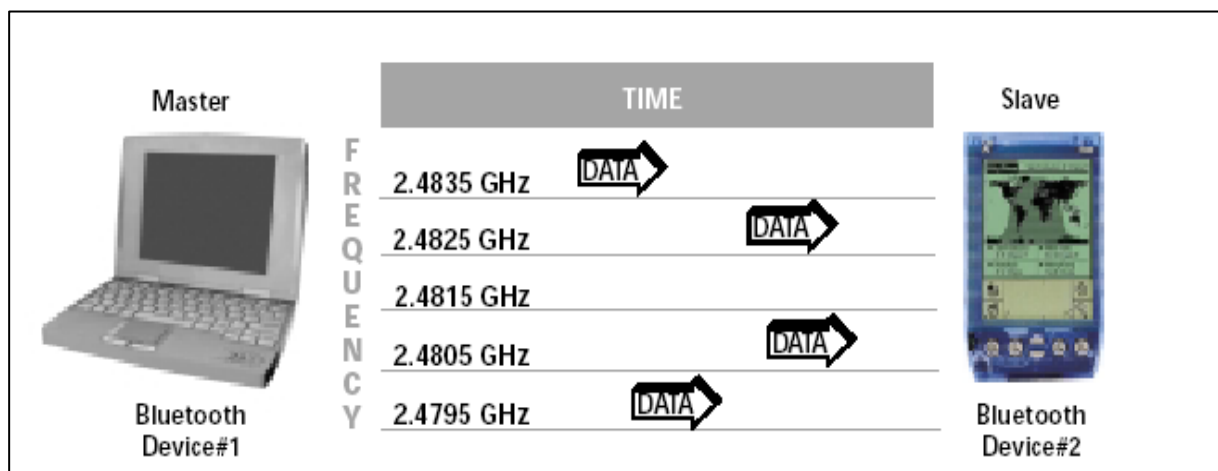 Master
TIME
Slave
FREQUENCY
2.4835 GHz
DATA
2.4825 GHz
DATA
2.4815 GHz
2.4805 GHz
DATA
2.4795 GHz
DATA
Bluetooth
Device#1
Bluetooth
Device#2